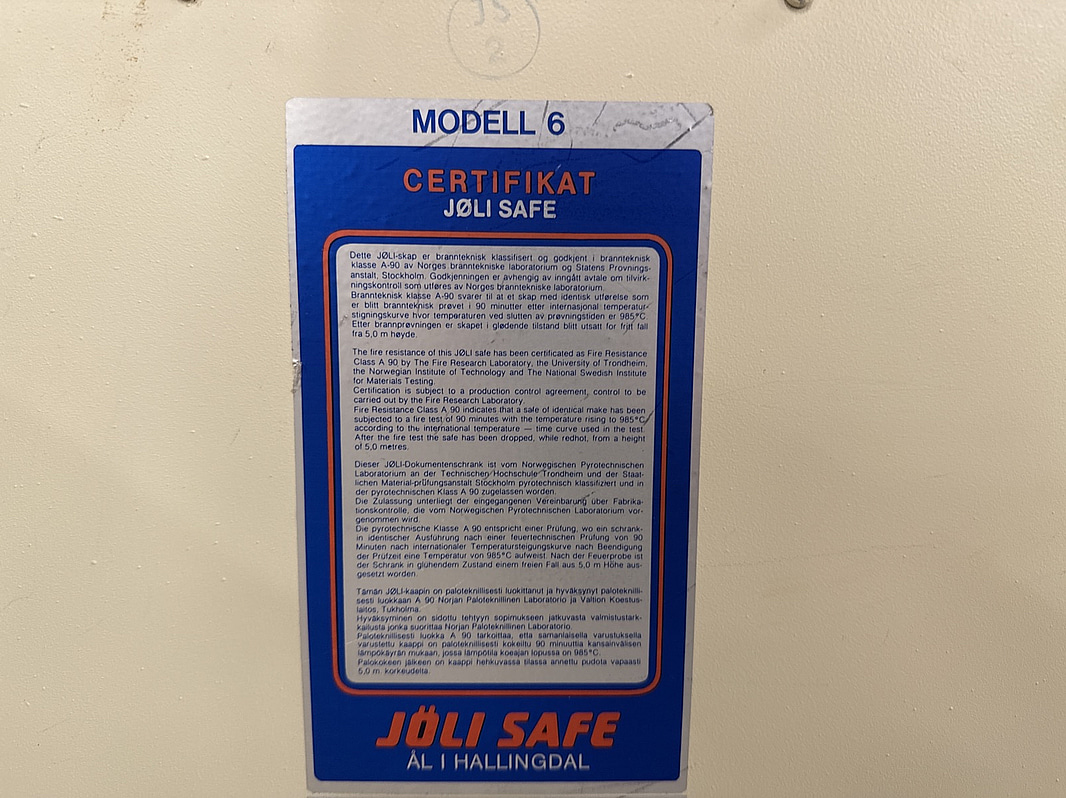 JS
2
MODELL 6
CERTIFIKAT
JØLI SAFE
Dette JØLI-skap er brannteknisk klassifisert og godkjent i brannteknisk
klasse A-90 av Norges branntekniske laboratorium og Statens Provnings-
anstalt, Stockholm. Godkjenningen er avhengig av inngått avtale om tilvirk-
ningskontroll som utføres av Norges branntekniske laboratorium.
Brannteknisk klasse A-90 svarer til at et skap med identisk utførelse som
er blitt brannteknisk prøvet i 90 minutter etter internasjonal temperatur-
stigningskurve hvor temperaturen ved slutten av prøvningstiden er 985°C.
Etter brannprøvningen er skapet i glødende tilstand blitt utsatt for fritt fall
fra 5,0 m høyde.
The fire resistance of this JØLI safe has been certificated as Fire Resistance
Class A 90 by The Fire Research Laboratory, the University of Trondheim,
the Norwegian Institute of Technology and The National Swedish Institute
for Materials Testing.
Certification is subject to a production control agreement, control to be
carried out by the Fire Research Laboratory.
Fire Resistance Class A 90 indicates that a safe of identical make has been
subjected to a fire test of 90 minutes with the temperature rising to 985°C
according to the international temperature — time curve used in the test.
After the fire test the safe has been dropped, while redhot, from a height
of 5,0 metres.
Dieser JØLI-Dokumentenschrank ist vom Norwegischen Pyrotechnischen
Laboratorium an der Technischen Hochschule Trondheim und der Staat-
lichen Material-prüfungsanstalt Stockholm pyrotechnisch klassifiziert und in
der pyrotechnischen Klass A 90 zugelassen worden.
Die Zulassung unterliegt der eingegangenen Vereinbarung über Fabrika-
tionskontrolle, die vom Norwegischen Pyrotechnischen Laboratorium vor-
genommen wird.
Die pyrotechnische Klasse A 90 entspricht einer Prüfung, wo ein schrank-
in identischer Ausführung nach einer feuertechnischen Prüfung von 90
Minuten nach internationaler Temperatursteigungskurve nach Beendigung
der Prüfzeit eine Temperatur von 985°C aufweist. Nach der Feuerprobe ist
der Schrank in glühendem Zustand einem freien Fall aus 5,0 m Höhe aus-
gesetzt worden.
Tämän JØLI-kaapin on paloteknillisesti luokittanut ja hyväksynyt paloteknilli-
sesti luokkaan A 90 Norjan Paloteknillinen Laboratorio ja Valtion Koestus-
laitos, Tukholma.
Hyväksyminen on sidottu tehtyyn sopimukseen jatkuvasta valmistustark-
kailusta jonka suorittaa Norjan Paloteknillinen Laboratorio.
Paloteknillisesti luokka A 90 tarkoittaa, että samanlaisella varustuksella
varustettu kaappi on paloteknillisesti kokeiltu 90 minuuttia kansainvälisen
lämpökäyrän mukaan, jossa lämpötila koeajan lopussa on 985°C.
Palokokeen jälkeen on kaappi hehkuvassa tilassa annettu pudota vapaasti
5,0 m. korkeudelta.
JÖLI SAFE
ÅL I HALLINGDAL